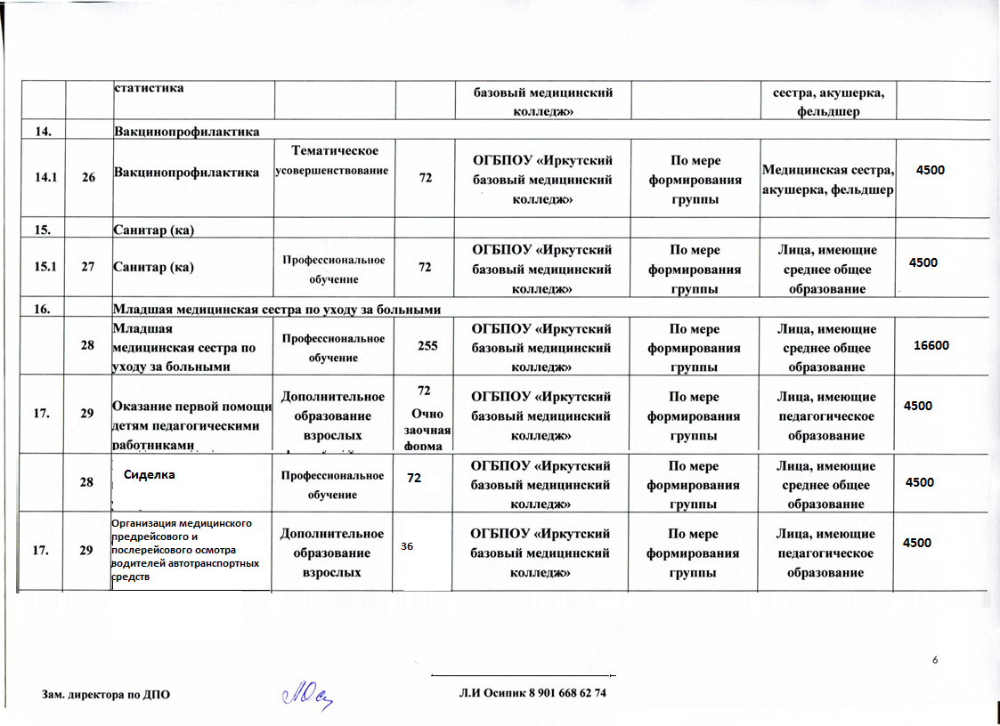 статистика
базовый медицинский
колледж»
сестра, акушерка,
фельдшер
14.
Вакцинопрофилактика
14.1
26
Вакцинопрофилактика
Тематическое
усовершенствование
72
ОГБПОУ «Иркутский
базовый медицинский
колледж»
По мере
формирования
группы
Медицинская сестра,
акушерка, фельдшер
4500
15.
Санитар (ка)
15.1
27
Санитар (ка)
Профессиональное
обучение
72
ОГБПОУ «Иркутский
базовый медицинский
колледж»
По мере
формирования
группы
Лица, имеющие
среднее общее
образование
4500
16.
Младшая медицинская сестра по уходу за больными
28
Младшая
медицинская сестра по
уходу за больными
Профессиональное
обучение
255
ОГБПОУ «Иркутский
базовый медицинский
колледж»
По мере
формирования
группы
Лица, имеющие
среднее общее
образование
16600
17.
29
Оказание первой помощи
детям педагогическими
работниками
Дополнительное
образование
взрослых
72
Очно
заочная
форма
ОГБПОУ «Иркутский
базовый медицинский
колледж»
По мере
формирования
группы
Лица, имеющие
педагогическое
образование
4500
28
Сиделка
Профессиональное
обучение
72
ОГБПОУ «Иркутский
базовый медицинский
колледж»
По мере
формирования
группы
Лица, имеющие
среднее общее
образование
4500
17.
29
Организация медицинского
предрейсового и
послерейсового осмотра
водителей автотранспортных
средств
Дополнительное
образование
взрослых
36
ОГБПОУ «Иркутский
базовый медицинский
колледж»
По мере
формирования
группы
Лица, имеющие
педагогическое
образование
4500
6
Зам. директора по ДПО
Л.И Осипик 8 901 668 62 74